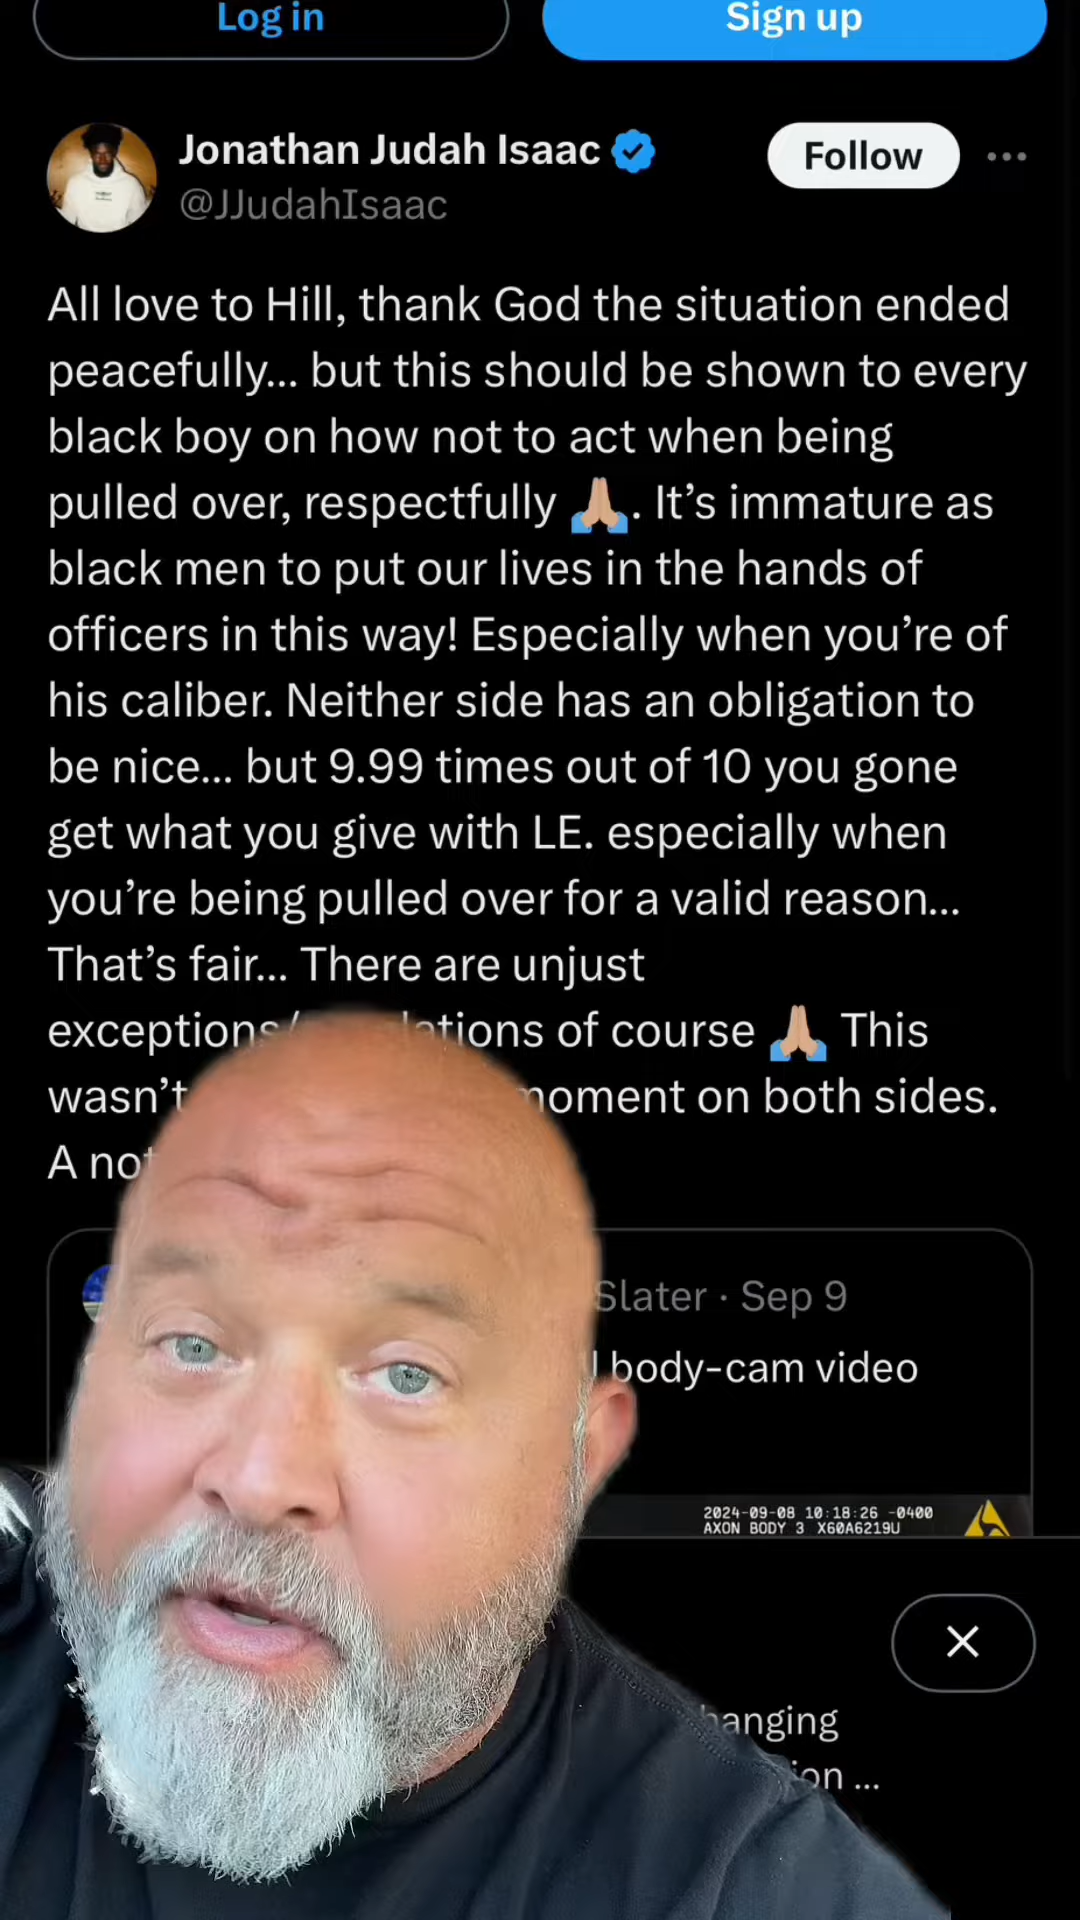 Log in
Sign up
Jonathan Judah Isaac
Follow
@JJudahIsaac
All love to Hill, thank God the situation ended
peacefully... but this should be shown to every
black boy on how not to act when being
pulled over, respectfully 🙏🏼. It's immature as
black men to put our lives in the hands of
officers in this way! Especially when you're of
his caliber. Neither side has an obligation to
be nice... but 9.99 times out of 10 you gone
get what you give with LE. especially when
you're being pulled over for a valid reason...
That's fair... There are unjust
exceptions/ of course 🙏🏼 This
wasn't moment on both sides.
A
Slater · Sep 9
body-cam video
2024-09-08 10:18:26 -0400
AXON BODY 3 X60A6219U